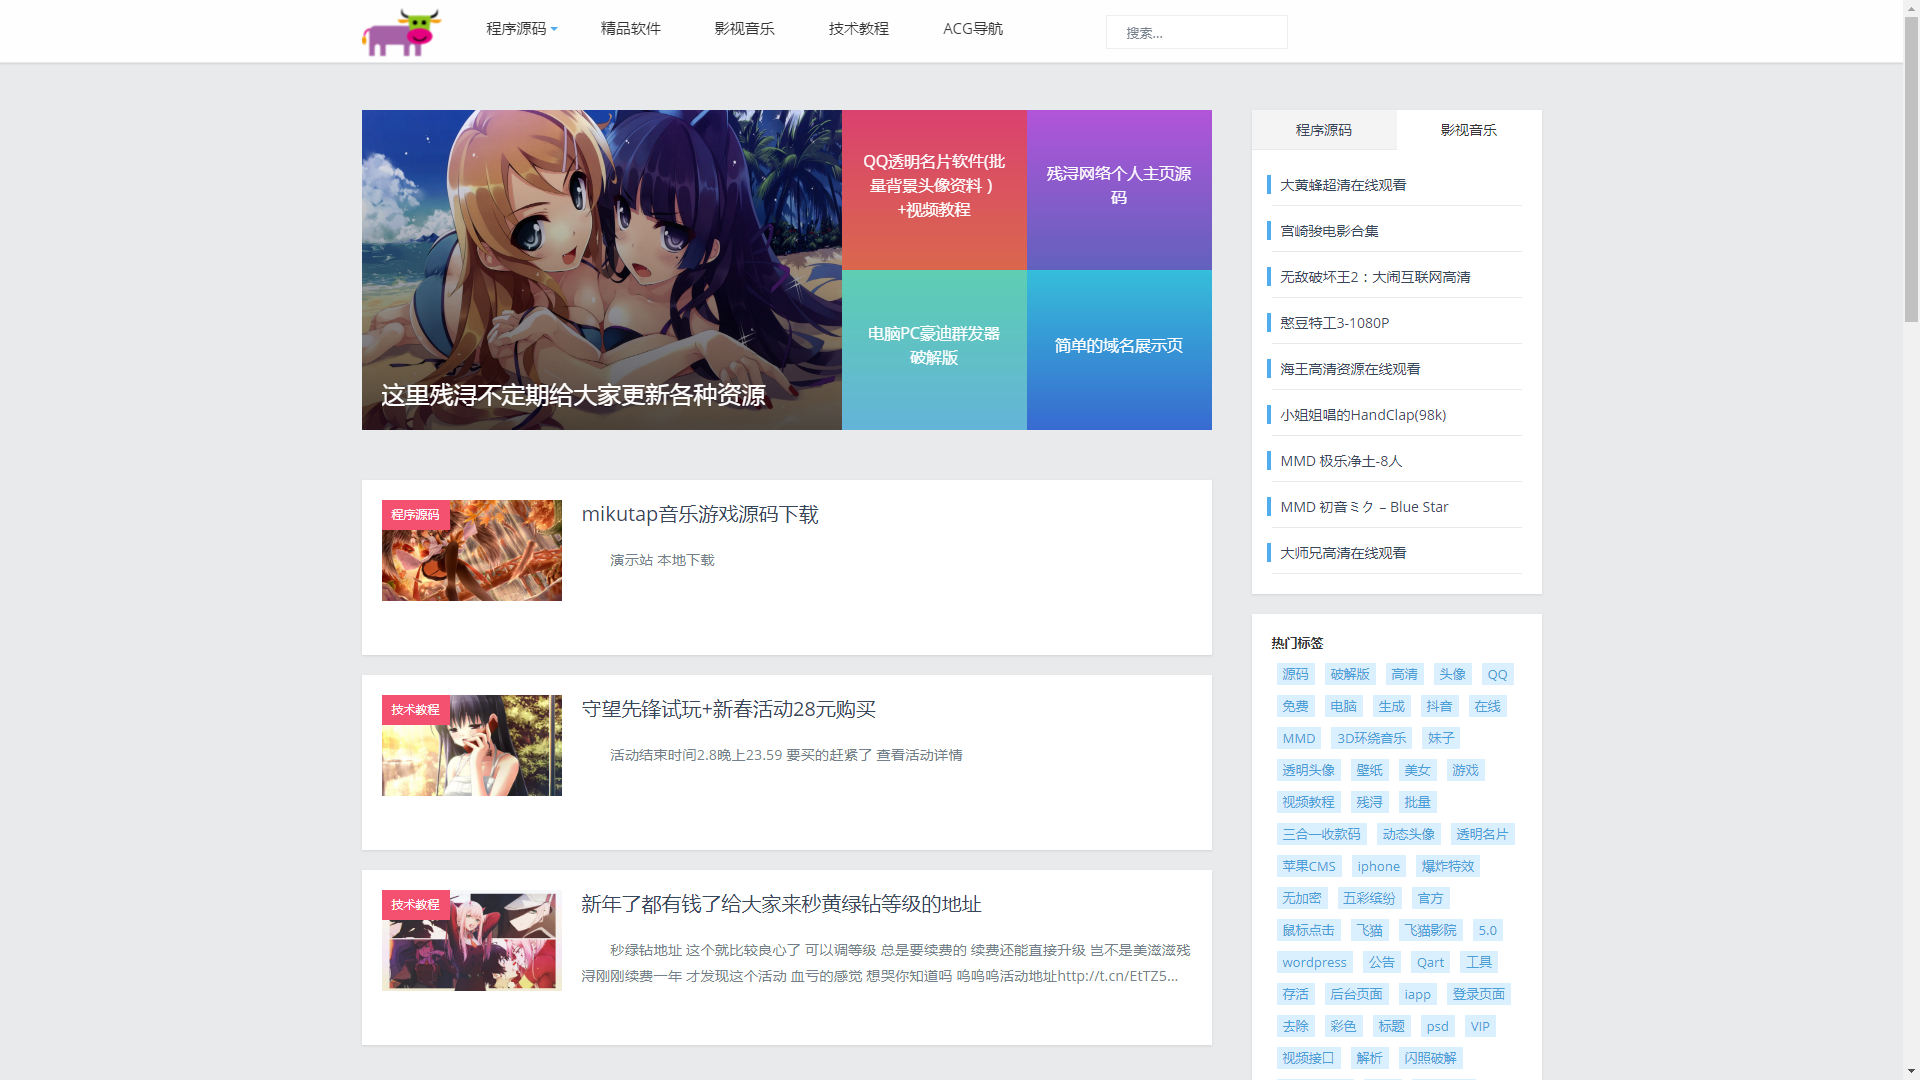 程序源码
精品软件
影视音乐
技术教程
ACG导航
搜索...
这里残浔不定期给大家更新各种资源
QQ透明名片软件(批
量背景头像资料 )
+视频教程
残浔网络个人主页源
码
电脑PC豪迪群发器
破解版
简单的域名展示页
程序源码
mikutap音乐游戏源码下载
演示站 本地下载
技术教程
守望先锋试玩+新春活动28元购买
活动结束时间2.8晚上23.59 要买的赶紧了 查看活动详情
技术教程
新年了都有钱了给大家来秒黄绿钻等级的地址
秒绿钻地址 这个就比较良心了 可以调等级 总是要续费的 续费还能直接升级 岂不是美滋滋残
浔刚刚续费一年 才发现这个活动 血亏的感觉 想哭你知道吗 呜呜呜活动地址http://t.cn/EtTZ5...
程序源码 影视音乐
大黄蜂超清在线观看
宫崎骏电影合集
无敌破坏王2：大闹互联网高清
憨豆特工3-1080P
海王高清资源在线观看
小姐姐唱的HandClap(98k)
MMD 极乐净土-8人
MMD 初音ミク – Blue Star
大师兄高清在线观看
热门标签
源码 破解版 高清 头像 QQ
免费 电脑 生成 抖音 在线
MMD 3D环绕音乐 妹子
透明头像 壁纸 美女 游戏
视频教程 残浔 批量
三合一收款码 动态头像 透明名片
苹果CMS iphone 爆炸特效
无加密 五彩缤纷 官方
鼠标点击 飞猫 飞猫影院 5.0
wordpress 公告 Qart 工具
存活 后台页面 iapp 登录页面
去除 彩色 标题 psd VIP
视频接口 解析 闪照破解